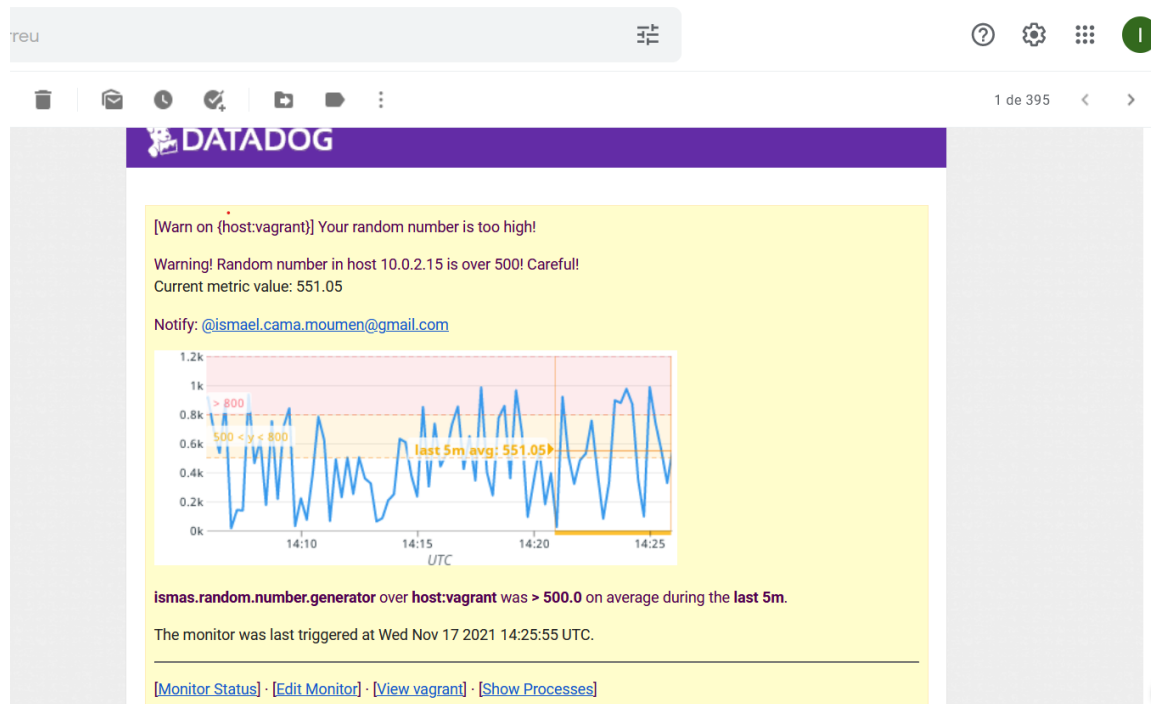 rreu
I
1 de 395
DATADOG
[Warn on {host:vagrant}] Your random number is too high!
Warning! Random number in host 10.0.2.15 is over 500! Careful!
Current metric value: 551.05
Notify: @ismael.cama.moumen@gmail.com
1.2k
1k
> 800
0.8k
500 < y < 800
0.6k
last 5m avg: 551.05
0.4k
0.2k
0k
14:10 14:15 14:20 14:25
UTC
ismas.random.number.generator over host:vagrant was > 500.0 on average during the last 5m.
The monitor was last triggered at Wed Nov 17 2021 14:25:55 UTC.
[Monitor Status] · [Edit Monitor] · [View vagrant] · [Show Processes]